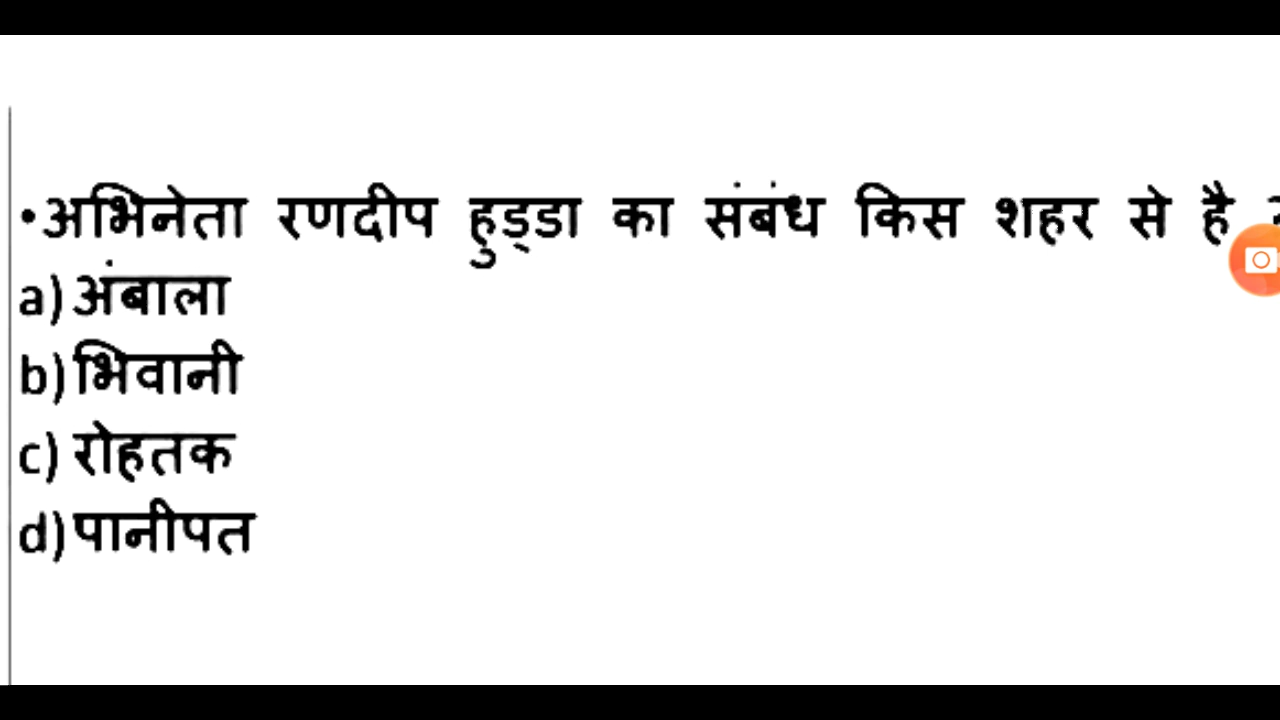 •अभिनेता रणदीप हुड्डा का संबंध किस शहर से है
a) अंबाला
b) भिवानी
c) रोहतक
d) पानीपत